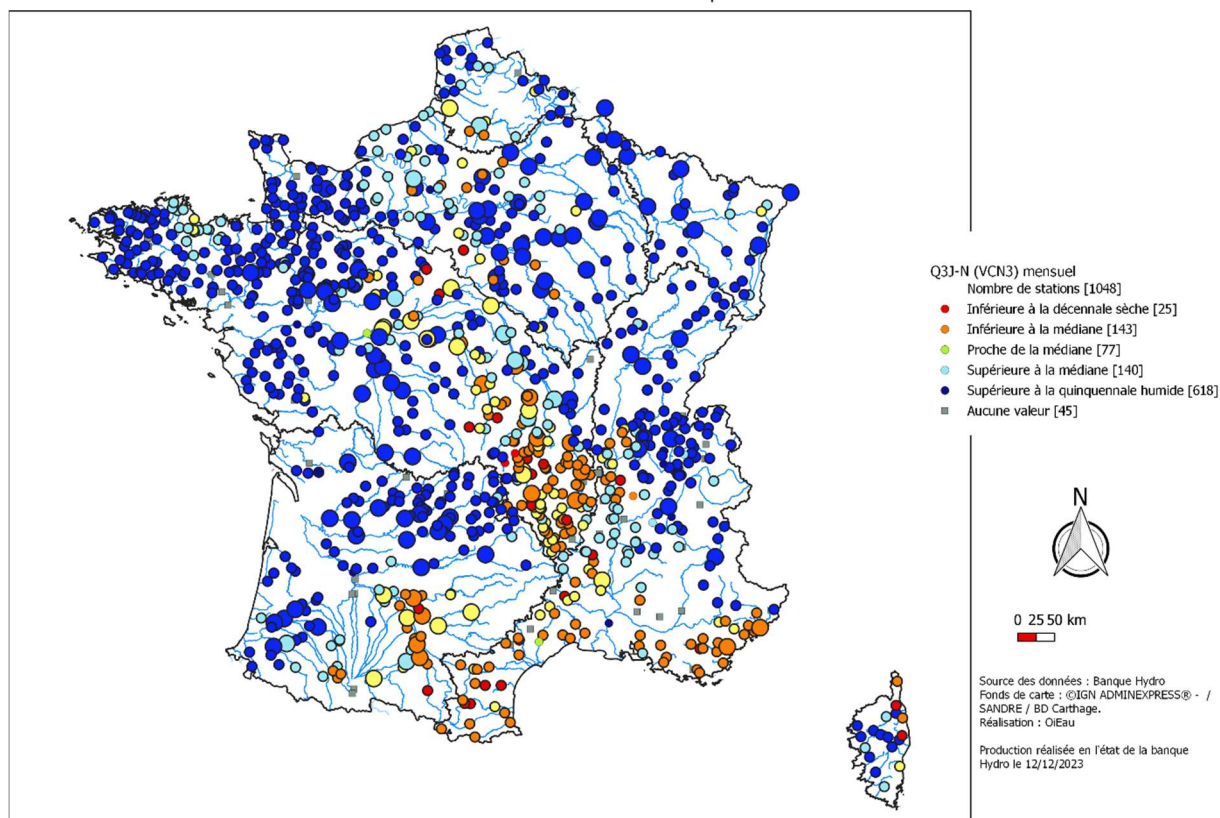 Q3J-N (VCN3) mensuel
Nombre de stations [1048]
Inférieure à la décennale sèche [25]
Inférieure à la médiane [143]
Proche de la médiane [77]
Supérieure à la médiane [140]
Supérieure à la quinquennale humide [618]
Aucune valeur [45]
N
0 25 50 km
Source des données : Banque Hydro
Fonds de carte : ©IGN ADMINEXPRESS® - /
SANDRE / BD Carthage.
Réalisation : OiEau
Production réalisée en l'état de la banque
Hydro le 12/12/2023